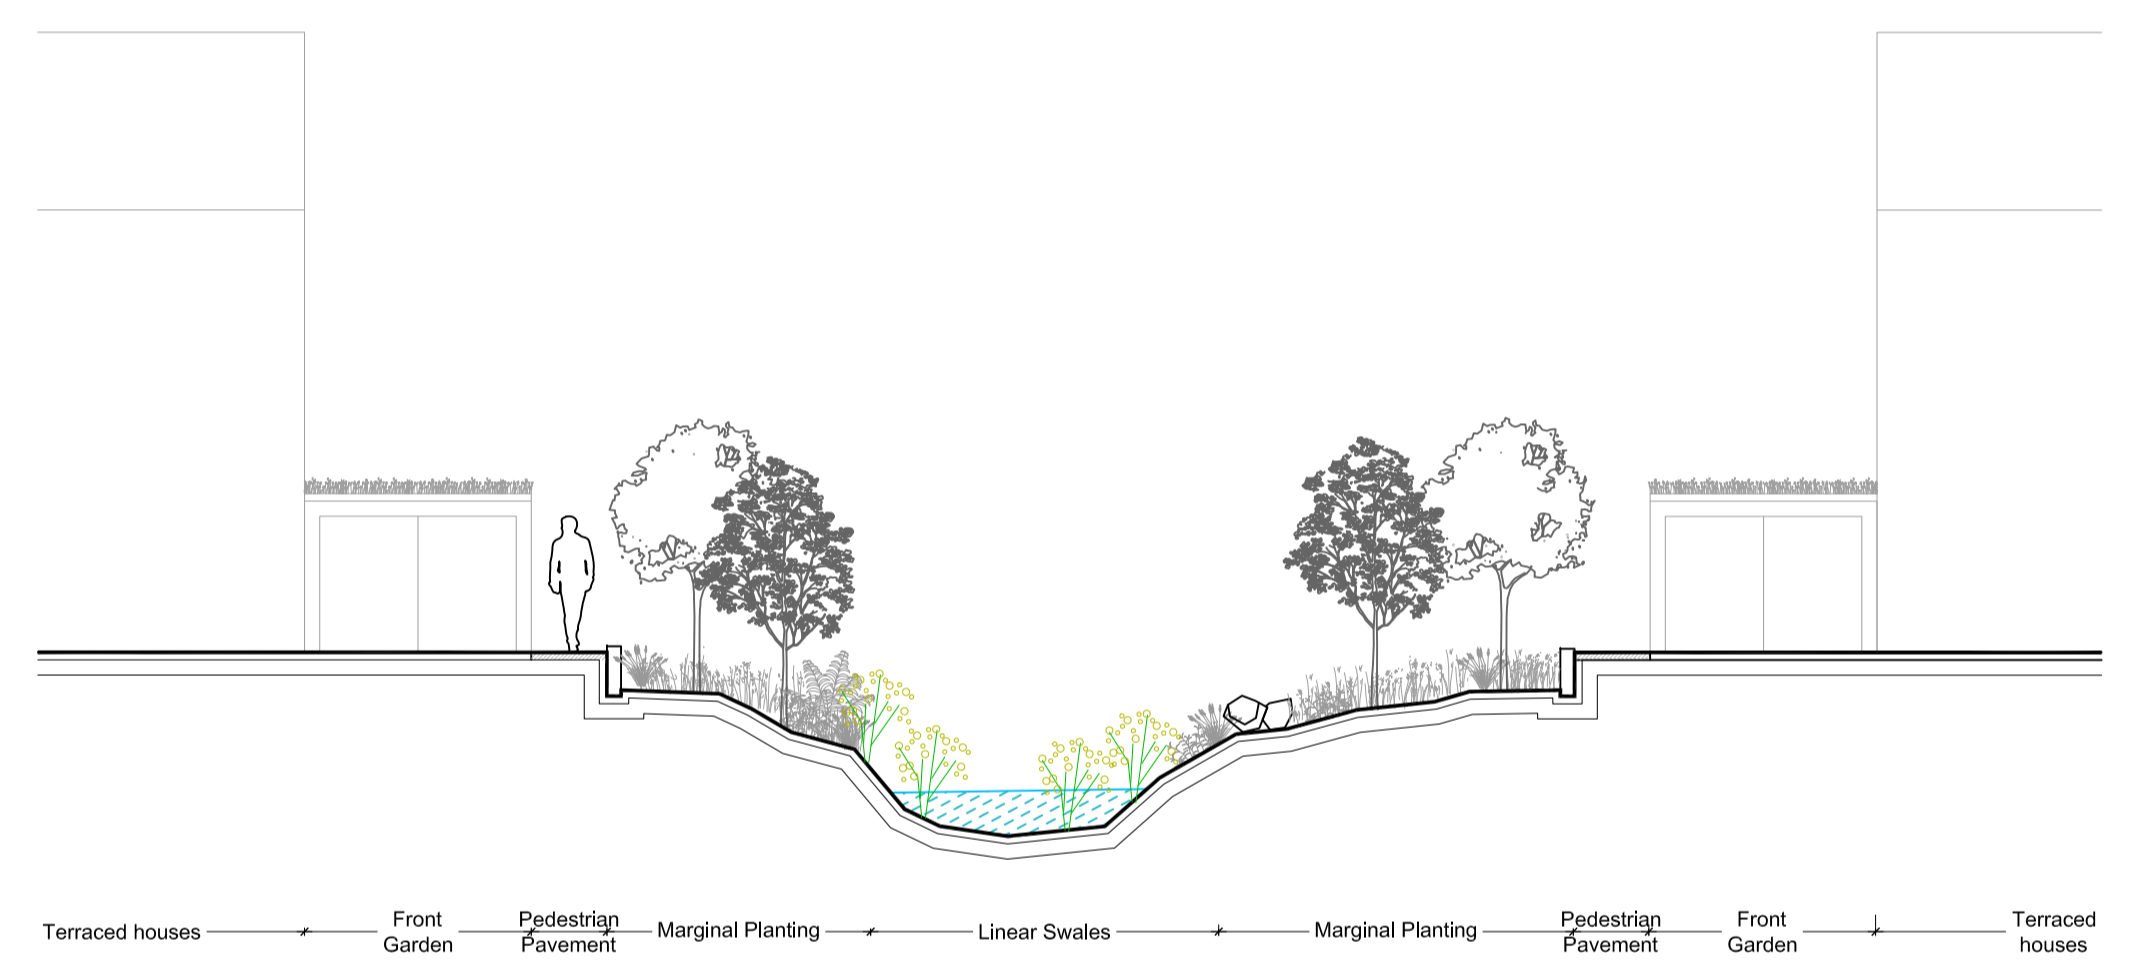 Terraced houses
Front
Garden
Pedestrian
Pavement
Marginal Planting
Linear Swales
Marginal Planting
Pedestrian
Pavement
Front
Garden
Terraced
houses